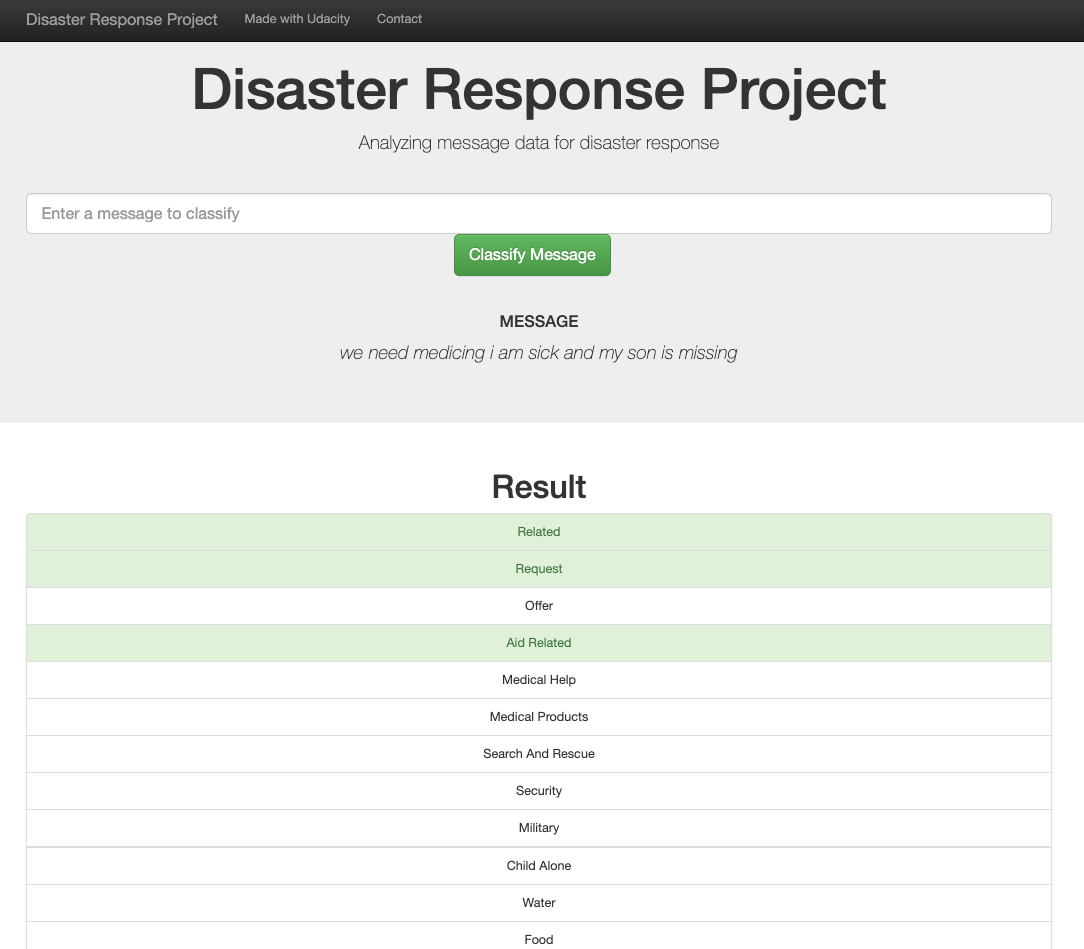 Disaster Response Project Made with Udacity Contact
Disaster Response Project
Analyzing message data for disaster response
Enter a message to classify
Classify Message
MESSAGE
we need medicing i am sick and my son is missing
Result
Related
Request
Offer
Aid Related
Medical Help
Medical Products
Search And Rescue
Security
Military
Child Alone
Water
Food